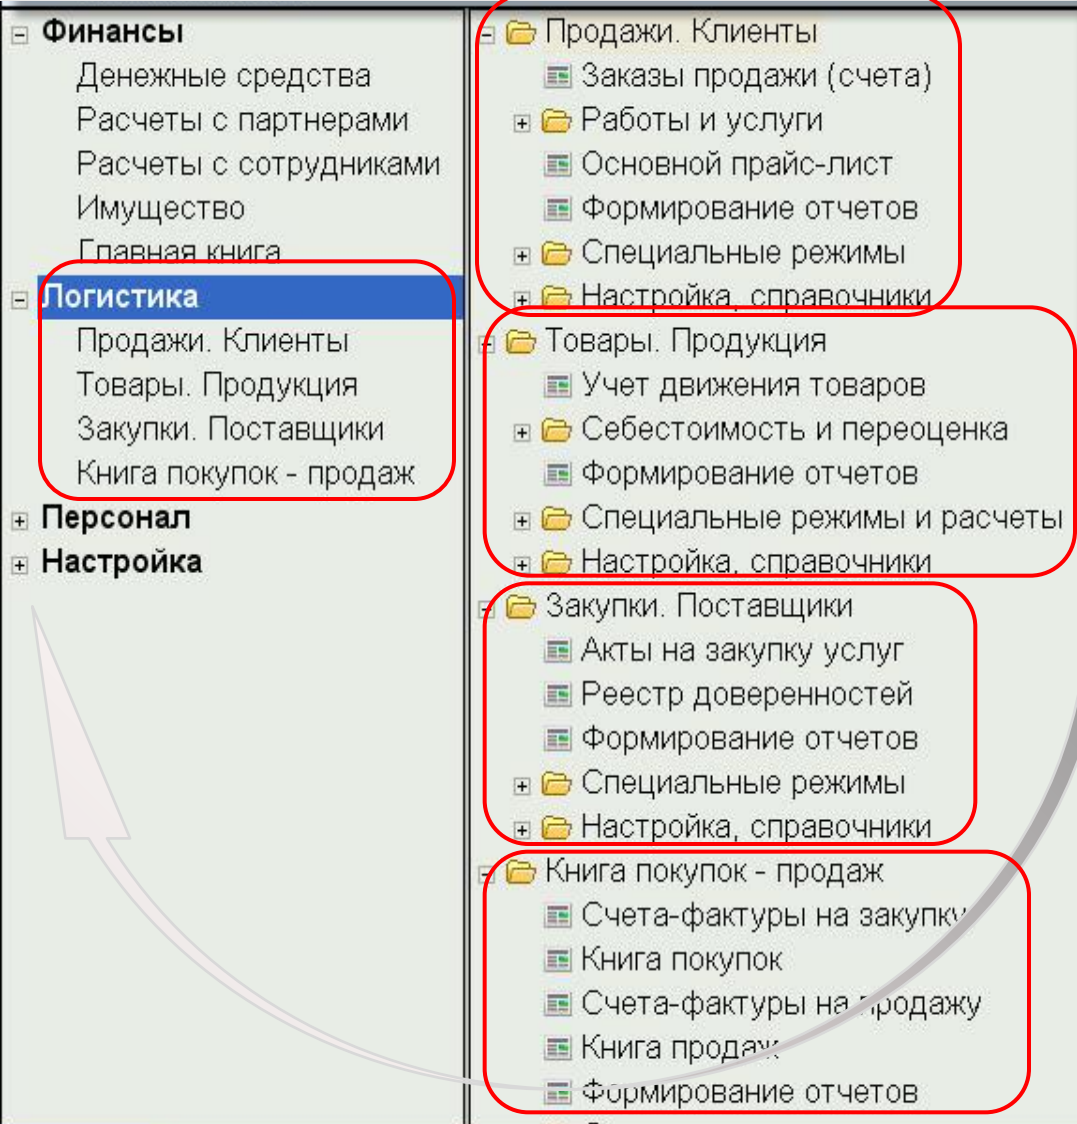 Финансы
Денежные средства
Расчеты с партнерами
Расчеты с сотрудниками
Имущество
Главная книга
Логистика
Продажи. Клиенты
Товары. Продукция
Закупки. Поставщики
Книга покупок - продаж
Персонал
Настройка
Продажи. Клиенты
Заказы продажи (счета)
Работы и услуги
Основной прайс-лист
Формирование отчетов
Специальные режимы
Настройка, справочники
Товары. Продукция
Учет движения товаров
Себестоимость и переоценка
Формирование отчетов
Специальные режимы и расчеты
Настройка, справочники
Закупки. Поставщики
Акты на закупку услуг
Реестр доверенностей
Формирование отчетов
Специальные режимы
Настройка, справочники
Книга покупок - продаж
Счета-фактуры на закупку
Книга покупок
Счета-фактуры на продажу
Книга продаж
Формирование отчетов